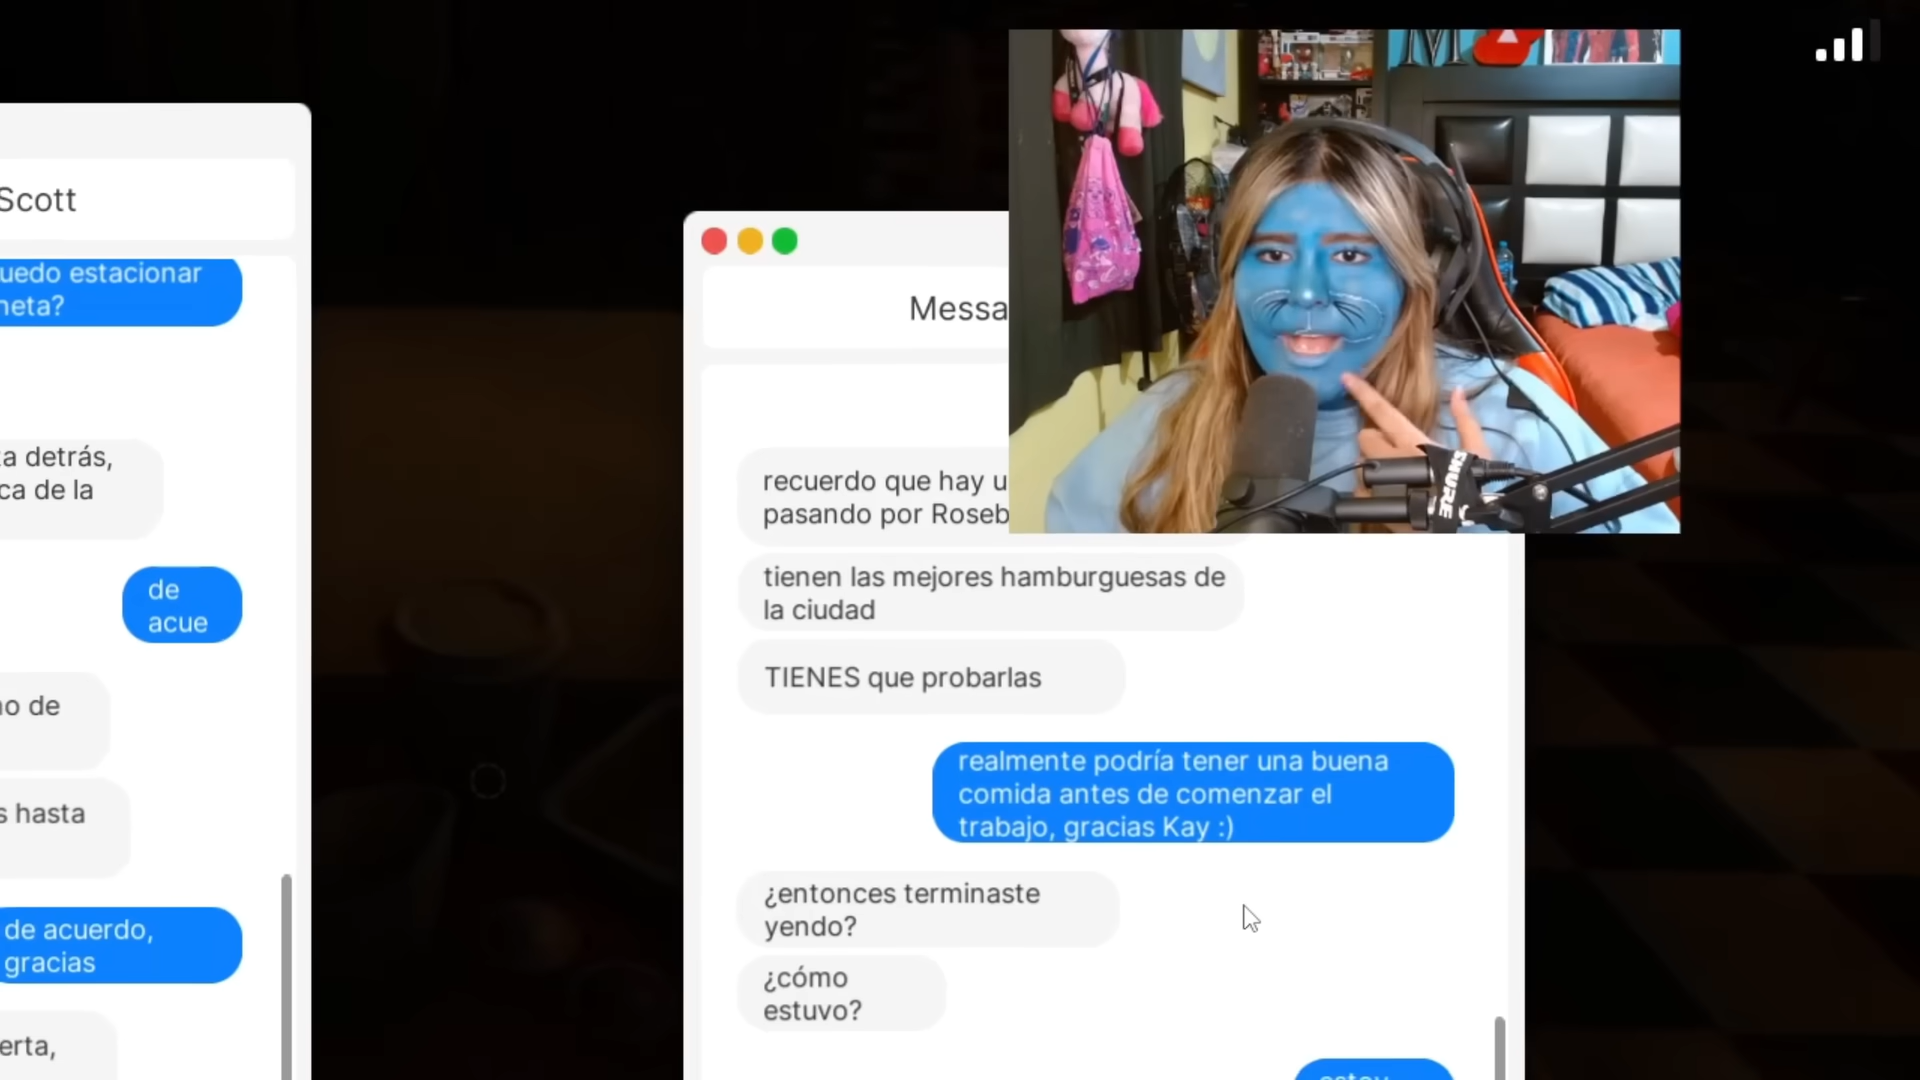 Scott
uedo estacionar
neta?
a detrás,
ca de la
de
acue
o de
s hasta
de acuerdo,
gracias
erta,
Messa
recuerdo que hay u
pasando por Roseb
tienen las mejores hamburguesas de
la ciudad
TIENES que probarlas
realmente podría tener una buena
comida antes de comenzar el
trabajo, gracias Kay :)
¿entonces terminaste
yendo?
¿cómo
estuvo?
estoy
M
SHURE